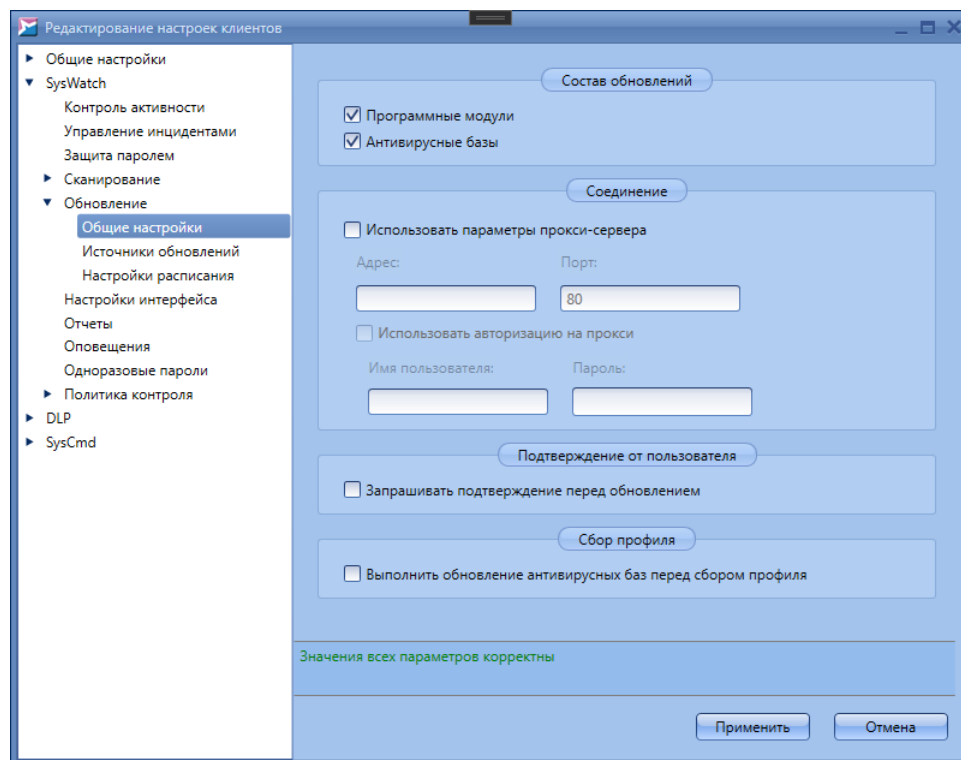 Редактирование настроек клиентов
Общие настройки
SysWatch
Контроль активности
Управление инцидентами
Защита паролем
Сканирование
Обновление
Общие настройки
Источники обновлений
Настройки расписания
Настройки интерфейса
Отчеты
Оповещения
Одноразовые пароли
Политика контроля
DLP
SysCmd
Состав обновлений
Программные модули
Антивирусные базы
Соединение
Использовать параметры прокси-сервера
Адрес: Порт:
80
Использовать авторизацию на прокси
Имя пользователя: Пароль:
Подтверждение от пользователя
Запрашивать подтверждение перед обновлением
Сбор профиля
Выполнить обновление антивирусных баз перед сбором профиля
Значения всех параметров корректны
Применить Отмена